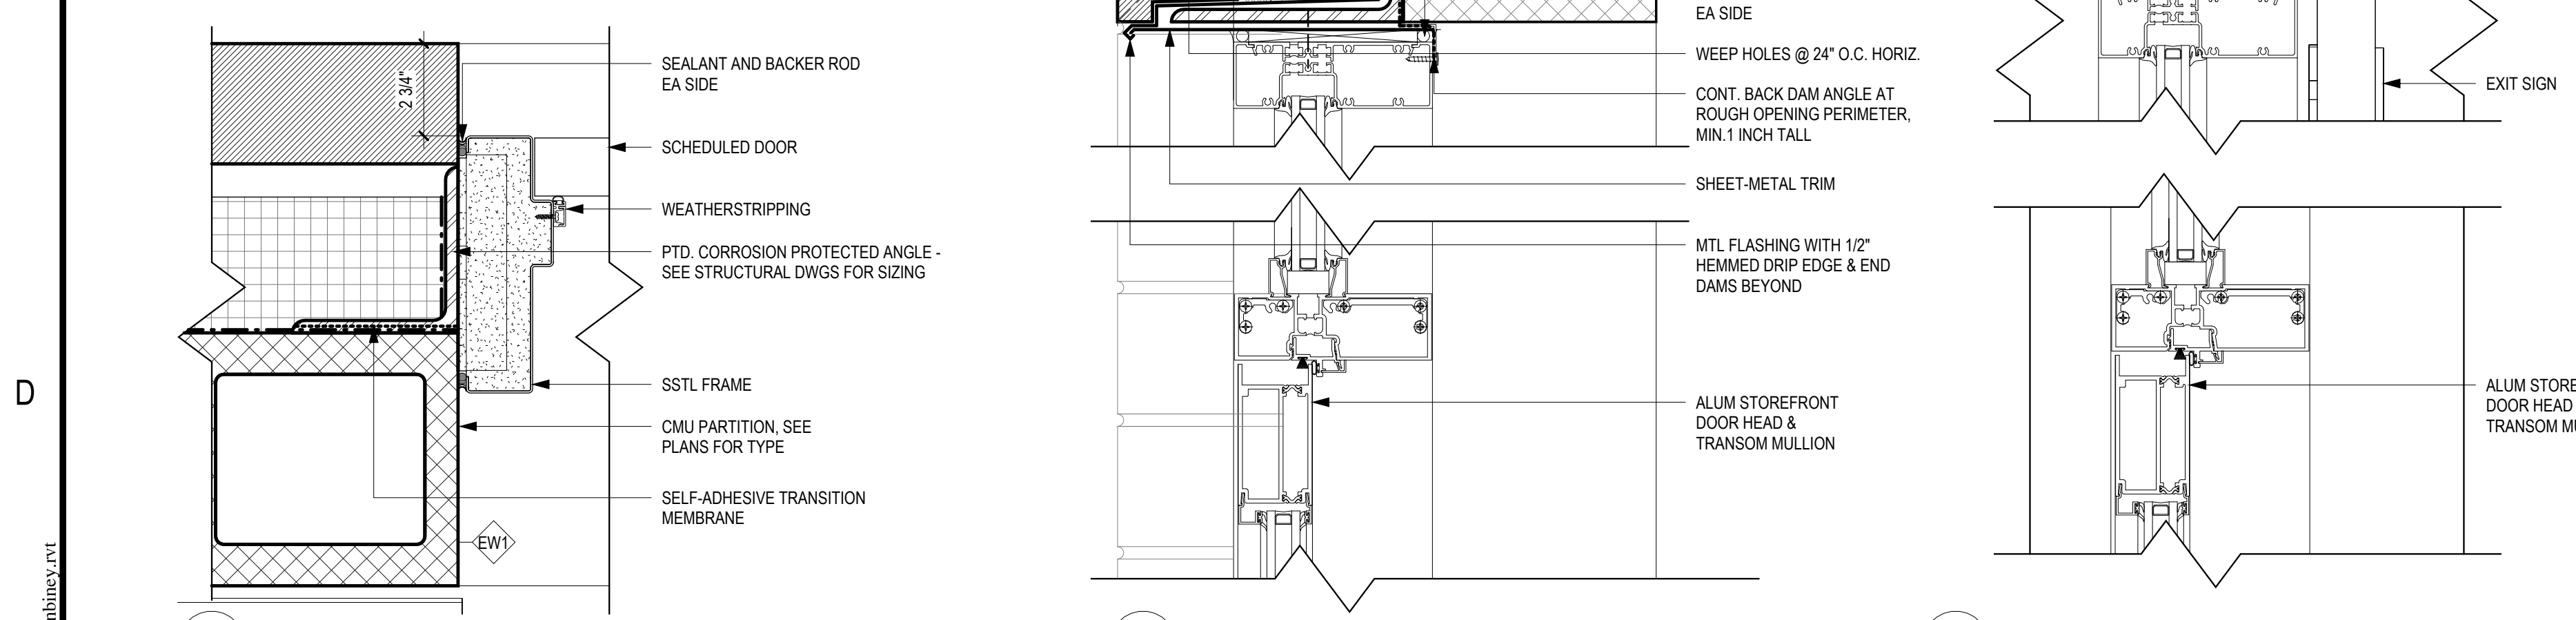 SEALANT AND BACKER ROD
EA SIDE
2 3/4"
SCHEDULED DOOR
WEATHERSTRIPPING
PTD. CORROSION PROTECTED ANGLE -
SEE STRUCTURAL DWGS FOR SIZING
SSTL FRAME
CMU PARTITION, SEE
PLANS FOR TYPE
SELF-ADHESIVE TRANSITION
MEMBRANE
EW1
D
nbiney.rvt
EA SIDE
WEEP HOLES @ 24" O.C. HORIZ.
CONT. BACK DAM ANGLE AT
ROUGH OPENING PERIMETER,
MIN.1 INCH TALL
SHEET-METAL TRIM
MTL FLASHING WITH 1/2"
HEMMED DRIP EDGE & END
DAMS BEYOND
ALUM STOREFRONT
DOOR HEAD &
TRANSOM MULLION
EXIT SIGN
ALUM STORE
DOOR HEAD
TRANSOM MU